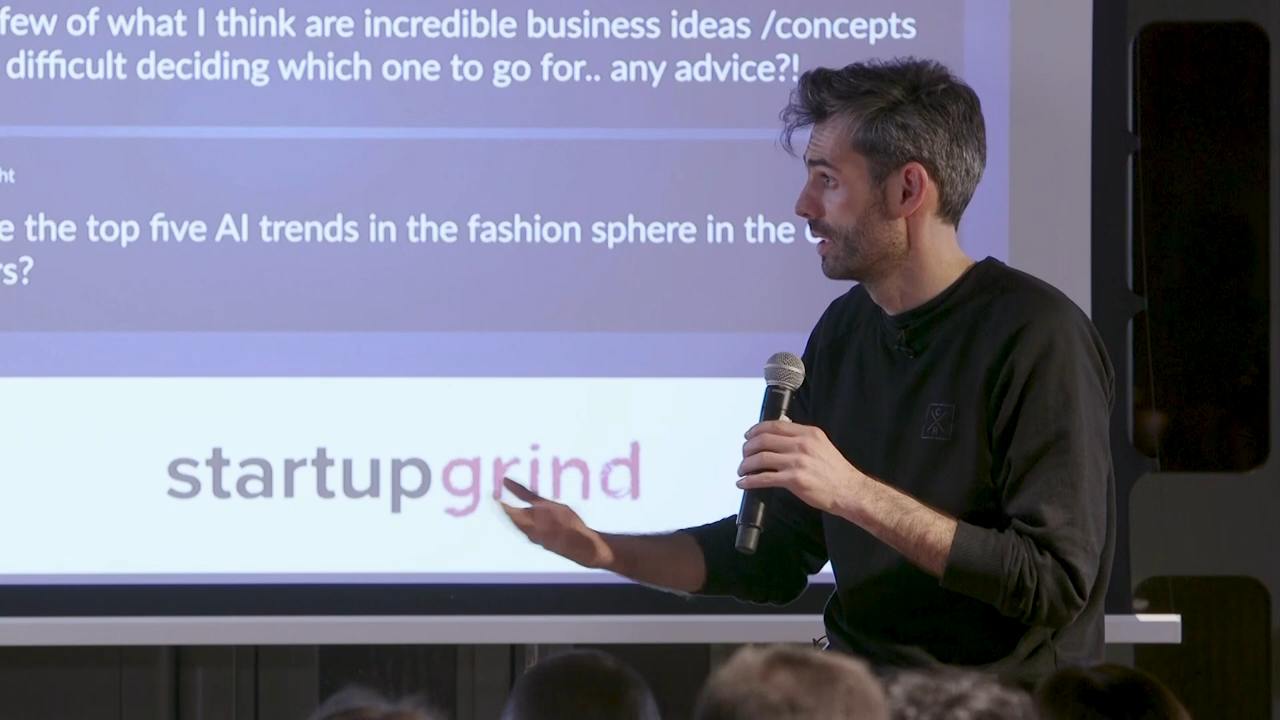 few of what I think are incredible business ideas /concepts
difficult deciding which one to go for.. any advice?!
ht
e the top five AI trends in the fashion sphere in the
rs?
startupgrind